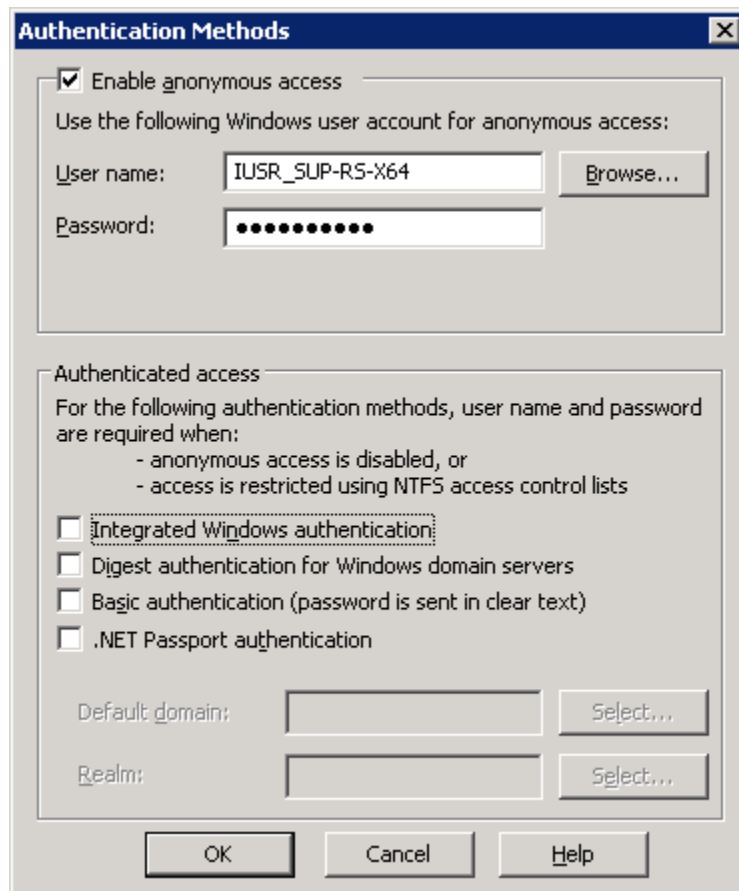 Authentication Methods
Enable anonymous access
Use the following Windows user account for anonymous access:
User name: IUSR_SUP-RS-X64 Browse...
Password: ●●●●●●●●●●
Authenticated access
For the following authentication methods, user name and password
are required when:
- anonymous access is disabled, or
- access is restricted using NTFS access control lists
Integrated Windows authentication
Digest authentication for Windows domain servers
Basic authentication (password is sent in clear text)
.NET Passport authentication
Default domain: Select...
Realm: Select...
OK Cancel Help